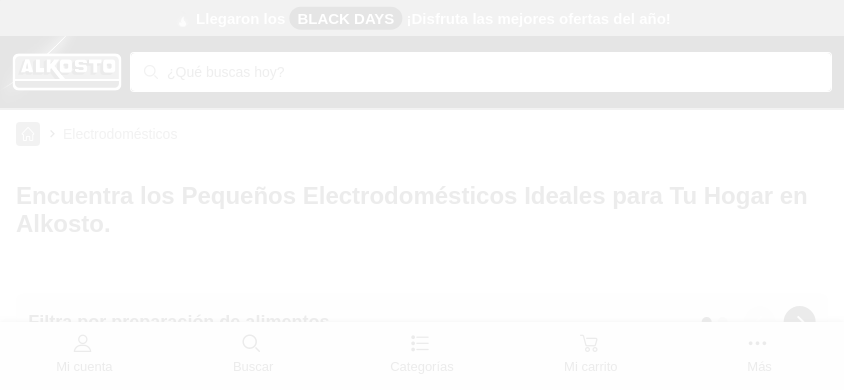 Llegaron los BLACK DAYS ¡Disfruta las mejores ofertas del año!
ALKOSTO
¿Qué buscas hoy?
Electrodomésticos
Encuentra los Pequeños Electrodomésticos Ideales para Tu Hogar en
Alkosto.
Filtra por preparación de alimentos
Mi cuenta
Buscar
Categorías
Mi carrito
Más